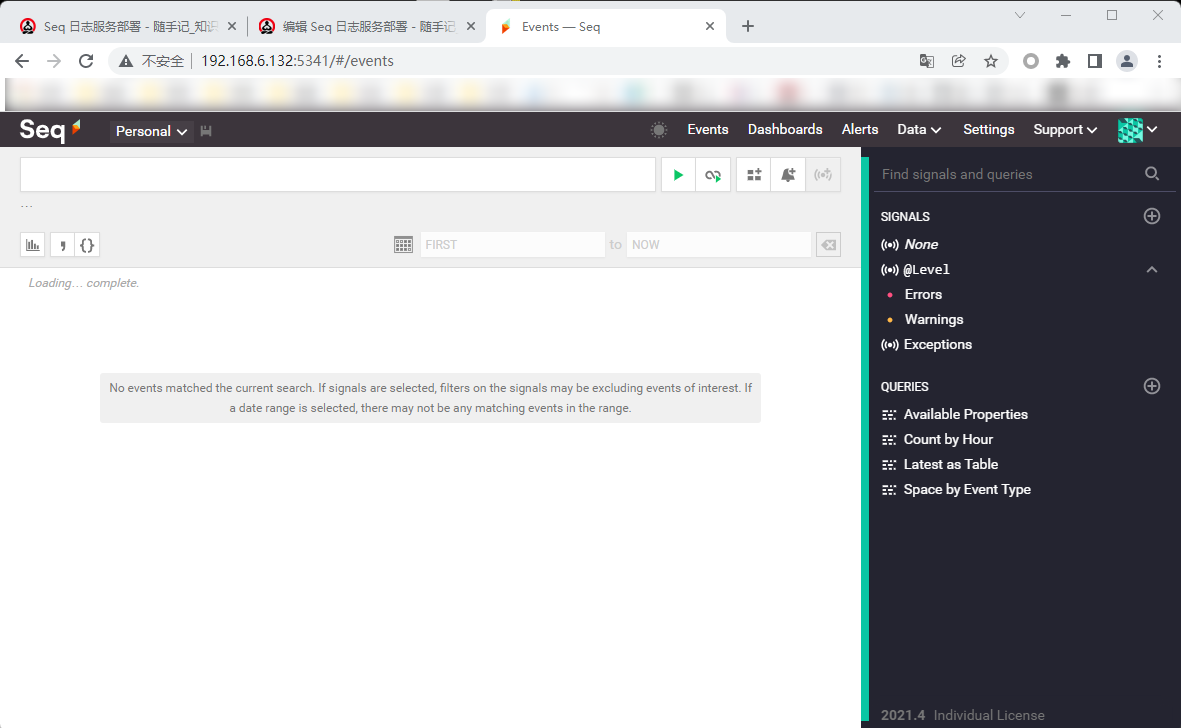 Seq 日志服务部署 - 随手记_知识
编辑 Seq 日志服务部署 - 随手记
Events — Seq
不安全
192.168.6.132:5341/#/events
Seq
Personal
Events
Dashboards
Alerts
Data
Settings
Support
...
FIRST
to
NOW
Loading... complete.
No events matched the current search. If signals are selected, filters on the signals may be excluding events of interest. If
a date range is selected, there may not be any matching events in the range.
Find signals and queries
SIGNALS
None
@Level
Errors
Warnings
Exceptions
QUERIES
Available Properties
Count by Hour
Latest as Table
Space by Event Type
2021.4 Individual License